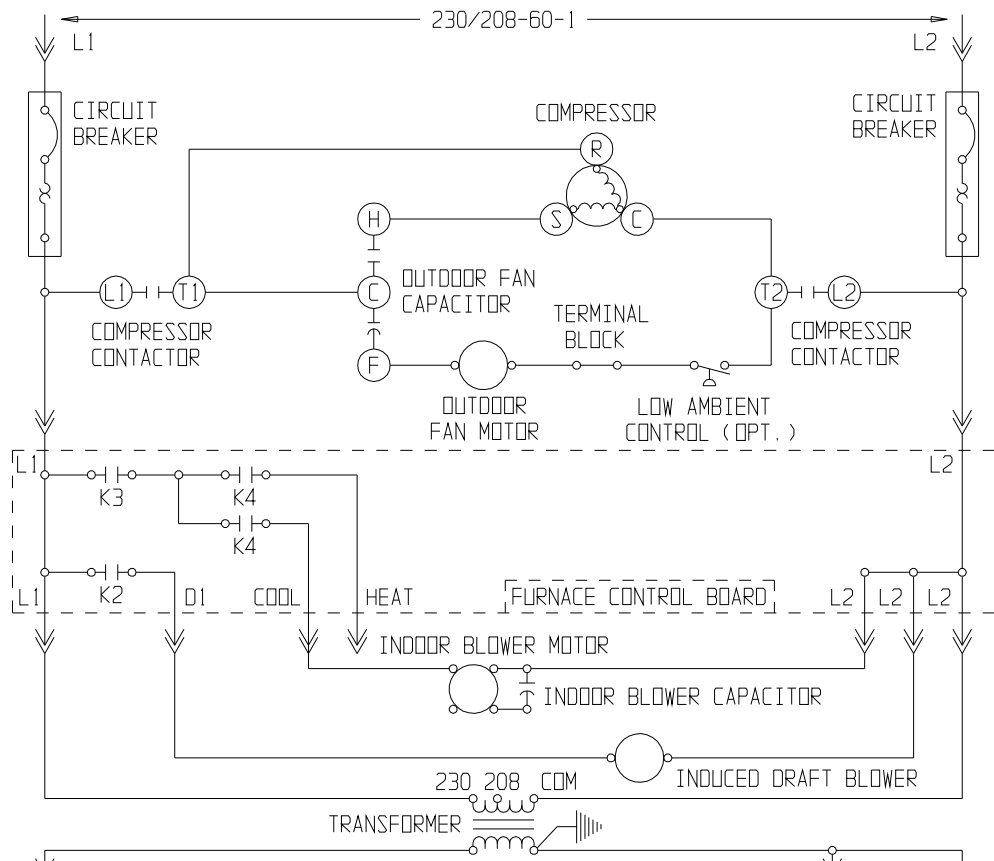 230/208-60-1
L1
L2
CIRCUIT
BREAKER
CIRCUIT
BREAKER
COMPRESSOR
R
H
S
C
OUTDOOR FAN
CAPACITOR
L1
T1
C
T2
L2
COMPRESSOR
CONTACTOR
TERMINAL
BLOCK
COMPRESSOR
CONTACTOR
F
OUTDOOR
FAN MOTOR
LOW AMBIENT
CONTROL (OPT.)
L1
L2
K3
K4
K4
K2
L1
D1
COOL
HEAT
FURNACE CONTROL BOARD
L2
L2
L2
INDOOR BLOWER MOTOR
INDOOR BLOWER CAPACITOR
INDUCED DRAFT BLOWER
230 208 COM
TRANSFORMER